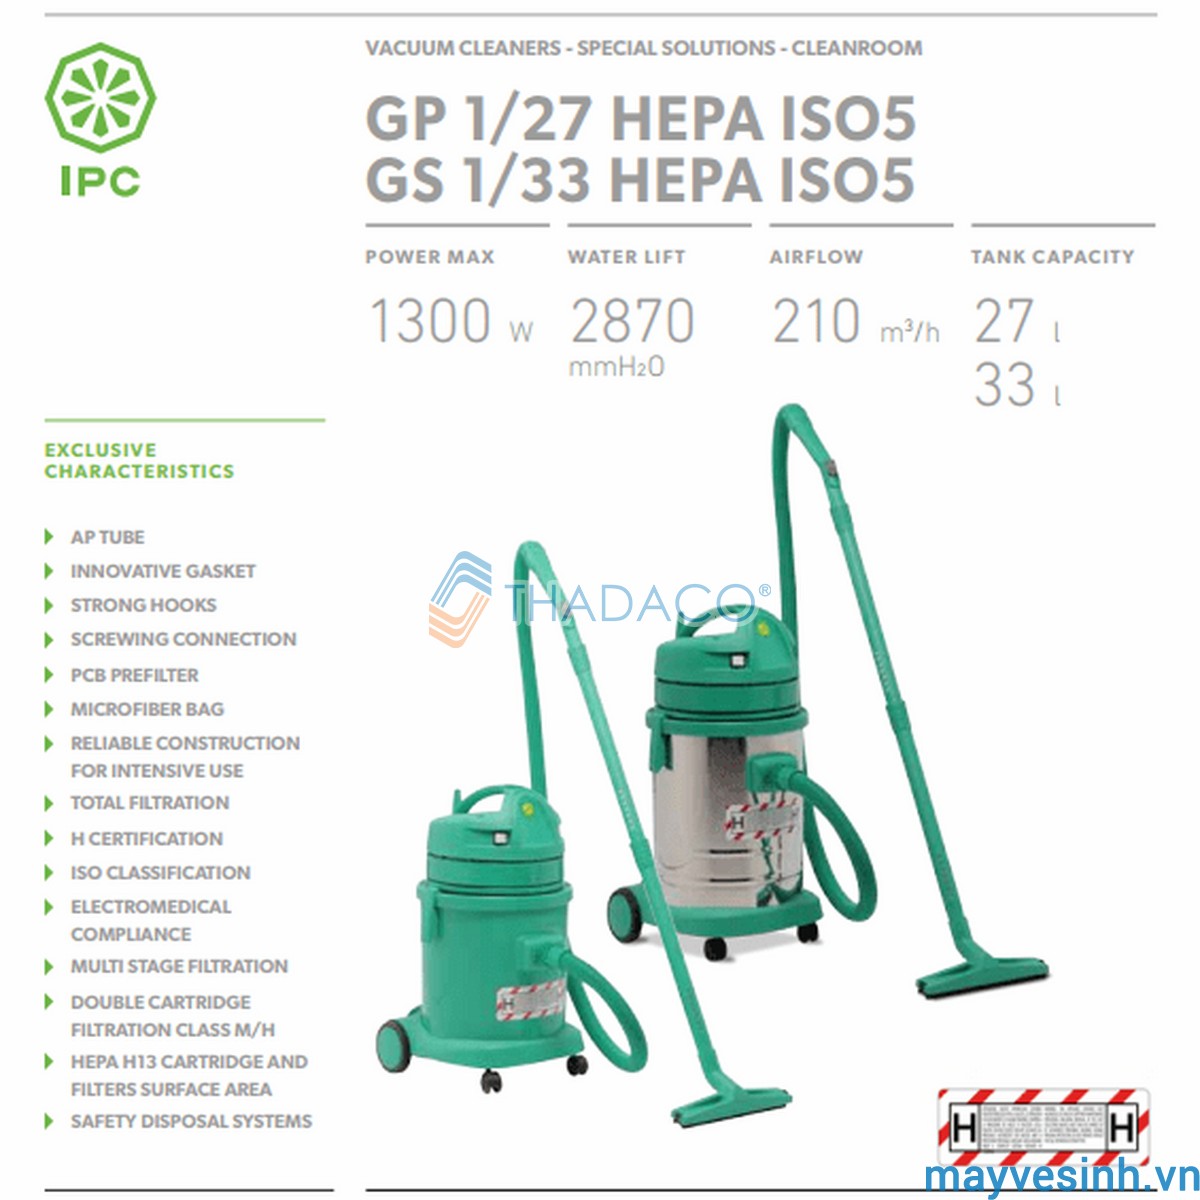 IPC
VACUUM CLEANERS - SPECIAL SOLUTIONS - CLEANROOM
GP 1/27 HEPA ISO5
GS 1/33 HEPA ISO5
POWER MAX
1300 W
WATER LIFT
2870
mmH₂O
AIRFLOW
210 m³/h
TANK CAPACITY
27 l
33 l
EXCLUSIVE
CHARACTERISTICS
AP TUBE
INNOVATIVE GASKET
STRONG HOOKS
SCREWING CONNECTION
PCB PREFILTER
MICROFIBER BAG
RELIABLE CONSTRUCTION
FOR INTENSIVE USE
TOTAL FILTRATION
H CERTIFICATION
ISO CLASSIFICATION
ELECTROMEDICAL
COMPLIANCE
MULTI STAGE FILTRATION
DOUBLE CARTRIDGE
FILTRATION CLASS M/H
HEPA H13 CARTRIDGE AND
FILTERS SURFACE AREA
SAFETY DISPOSAL SYSTEMS
THADACO®
H
H
H H
mayvesinh.vn